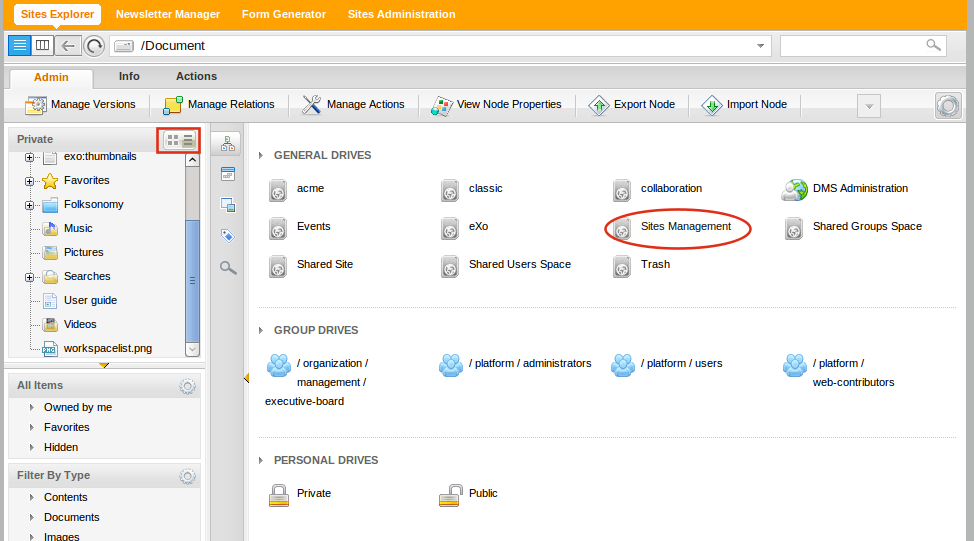 Sites Explorer Newsletter Manager Form Generator Sites Administration
/Document
Admin Info Actions
Manage Versions Manage Relations Manage Actions View Node Properties Export Node Import Node
Private
exo:thumbnails
Favorites
Folksonomy
Music
Pictures
Searches
User guide
Videos
workspacelist.png
All Items
Owned by me
Favorites
Hidden
Filter By Type
Contents
Documents
Images
GENERAL DRIVES
acme classic collaboration DMS Administration
Events eXo Sites Management Shared Groups Space
Shared Site Shared Users Space Trash
GROUP DRIVES
/ organization / / platform / administrators / platform / users / platform /
management / web-contributors
executive-board
PERSONAL DRIVES
Private Public